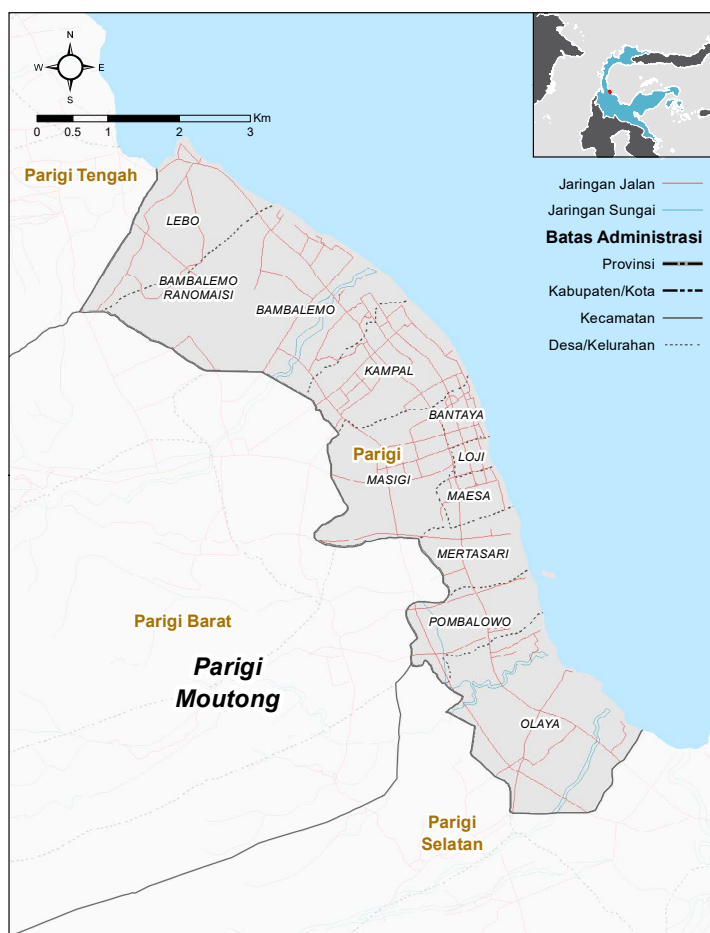 N
W E
S
0 0.5 1 2 3 Km
Parigi Tengah
Jaringan Jalan
Jaringan Sungai
Batas Administrasi
Provinsi
Kabupaten/Kota
Kecamatan
Desa/Kelurahan
LEBO
BAMBALEMO
RANOMAISI
BAMBALEMO
KAMPAL
BANTAYA
Parigi
LOJI
MASIGI
MAESA
MERTASARI
Parigi Barat
POMBALOWO
Parigi
Moutong
OLAYA
Parigi
Selatan